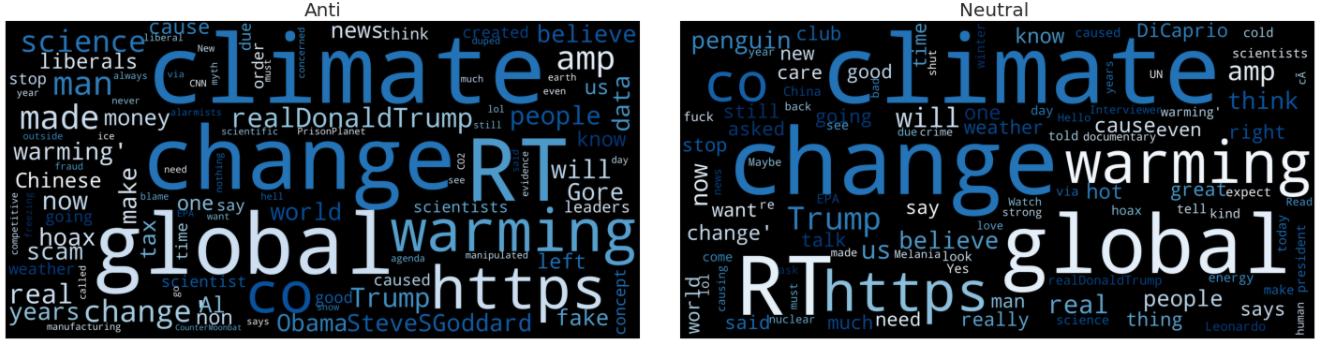 Anti
Neutral
cause
liberal
New
due
news
think
created
believe
science
climate
order
must
concerned
duped
liberals
stop
man
always
via
CNN
myth
much
earth
even
amp
us
data
year
never
alarmists
made
money
realDonaldTrump
people
lol
still
know
outside
ice
scientific
PrisonPlanet
warming'
fraud
need
change
nothing
CO2
see
RT
said
evidence
will
day
Chinese
make
blame
EPA
hell
Gore
now
one
say
want
world
scientists
leaders
competitive
freezing
going
hoax
tax
time
global
warming
scam
weather
called
scientist
agenda
manipulated
left
caused
real
go
co
good
snow
Trump
https
concept
years
change'
Al
non
says
Obama
SteveSGoddard
fake
manufacturing
CounterMoonbat
penguin
club
year
cause
time
shut
winter
know
caused
DiCaprio
cold
new
care
good
bad
climate
years
UN
scientists
amp
cÃ
co
China
back
still
going
will
one
day
Interviewer
warming'
think
fuck
asked
see
due
crime
weather
Hello
told
documentary
cause
even
right
stop
change
warming
now
news
Maybe
via
hot
great
expect
want
re
EPA
say
Watch
strong
Read
change'
Trump
love
hoax
tell
kind
talk
us
believe
global
today
come
made
Melania
look
Yes
world
lol
causing
RT
ask
must
https
realDonaldTrump
energy
president
make
man
real
people
human
said
nuclear
much
need
really
science
thing
Leonardo
says